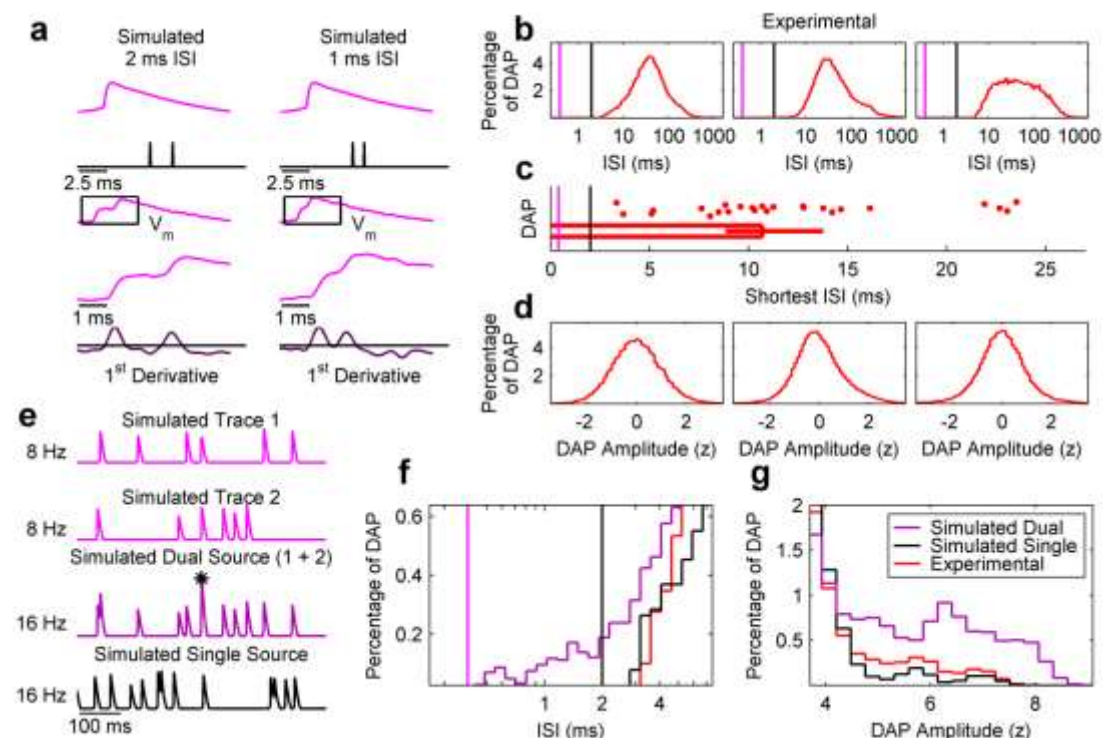 a
Simulated
2 ms ISI
Simulated
1 ms ISI
2.5 ms
2.5 ms
Vm
Vm
1 ms
1 ms
1st Derivative
1st Derivative
b
Experimental
Percentage
of DAP
4
2
1 10 100 1000
1 10 100 1000
1 10 100 1000
ISI (ms)
ISI (ms)
ISI (ms)
c
DAP
0 5 10 15 20 25
Shortest ISI (ms)
d
Percentage
of DAP
4
2
-2 0 2
-2 0 2
-2 0 2
DAP Amplitude (z)
DAP Amplitude (z)
DAP Amplitude (z)
e
Simulated Trace 1
8 Hz
Simulated Trace 2
8 Hz
Simulated Dual Source (1 + 2)
*
16 Hz
Simulated Single Source
16 Hz
100 ms
f
Percentage of DAP
0.6
0.4
0.2
1 2 4
ISI (ms)
g
Percentage of DAP
2
1.5
1
0.5
Simulated Dual
Simulated Single
Experimental
4 6 8
DAP Amplitude (z)